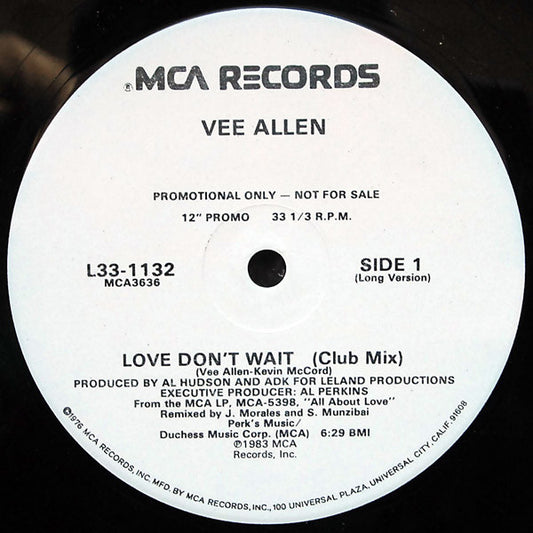 ® MCA RECORDS
VEE ALLEN
PROMOTIONAL ONLY — NOT FOR SALE
12" PROMO 33 1/3 R.P.M.
L33-1132
MCA3636
SIDE 1
(Long Version)
LOVE DON'T WAIT (Club Mix)
(Vee Allen-Kevin McCord)
PRODUCED BY AL HUDSON AND ADK FOR LELAND PRODUCTIONS
EXECUTIVE PRODUCER: AL PERKINS
From the MCA LP, MCA-5398, "All About Love"
Remixed by J. Morales and S. Munzibai
Perk's Music/
Duchess Music Corp. (MCA) 6:29 BMI
℗1983 MCA
Records, Inc.
©1976 MCA RECORDS, INC. MFD. BY MCA RECORDS, INC., 100 UNIVERSAL PLAZA, UNIVERSAL CITY, CALIF. 91608